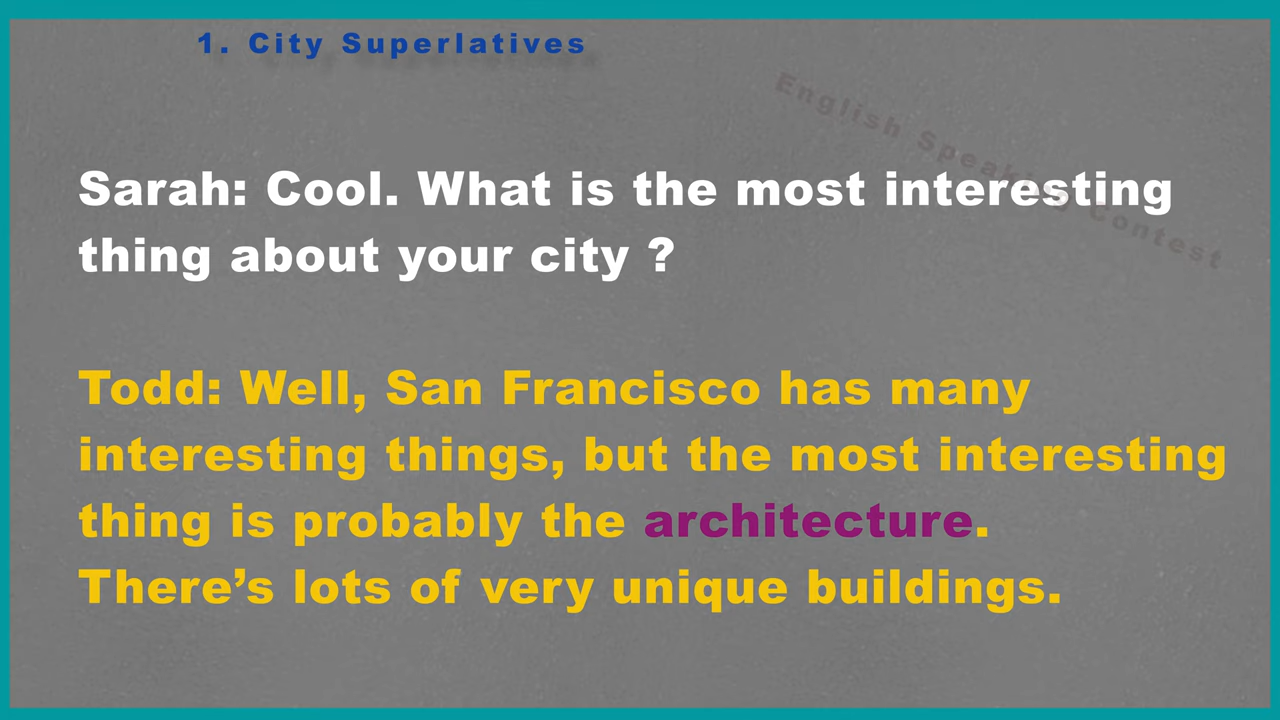 1. City Superlatives
English Speaking Contest
Sarah: Cool. What is the most interesting
thing about your city ?
Todd: Well, San Francisco has many
interesting things, but the most interesting
thing is probably the architecture.
There’s lots of very unique buildings.